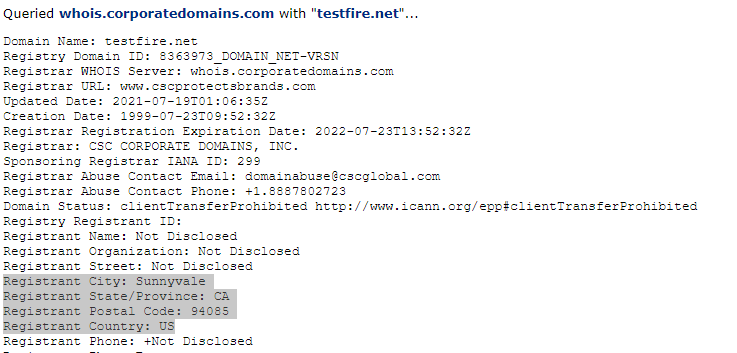 Queried whois.corporatedomains.com with "testfire.net"...
Domain Name: testfire.net
Registry Domain ID: 8363973_DOMAIN_NET-VRSN
Registrar WHOIS Server: whois.corporatedomains.com
Registrar URL: www.cscprotectsbrands.com
Updated Date: 2021-07-19T01:06:35Z
Creation Date: 1999-07-23T09:52:32Z
Registrar Registration Expiration Date: 2022-07-23T13:52:32Z
Registrar: CSC CORPORATE DOMAINS, INC.
Sponsoring Registrar IANA ID: 299
Registrar Abuse Contact Email: domainabuse@cscglobal.com
Registrar Abuse Contact Phone: +1.8887802723
Domain Status: clientTransferProhibited http://www.icann.org/epp#clientTransferProhibited
Registry Registrant ID:
Registrant Name: Not Disclosed
Registrant Organization: Not Disclosed
Registrant Street: Not Disclosed
Registrant City: Sunnyvale
Registrant State/Province: CA
Registrant Postal Code: 94085
Registrant Country: US
Registrant Phone: +Not Disclosed